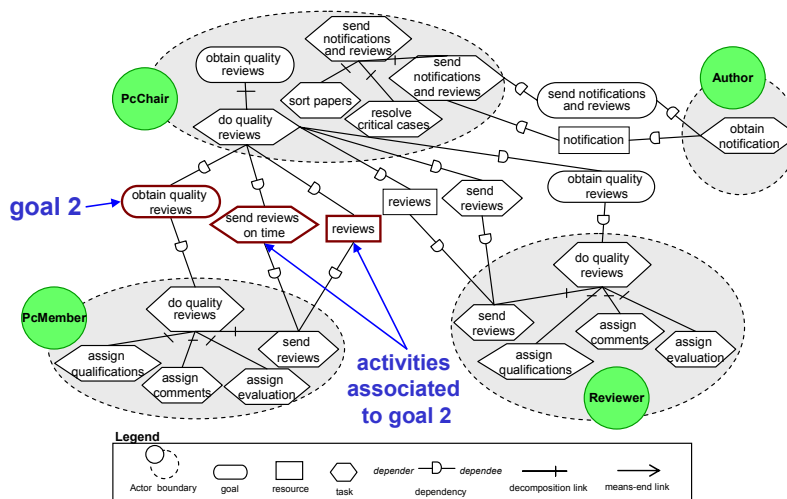 send
notifications
and reviews
obtain quality
reviews
send
notifications
and reviews
PcChair
sort papers
resolve
critical cases
do quality
reviews
send notifications
and reviews
Author
notification
obtain
notification
goal 2
obtain quality
reviews
send reviews
on time
reviews
reviews
send
reviews
obtain quality
reviews
do quality
reviews
PcMember
do quality
reviews
send
reviews
assign
qualifications
assign
comments
assign
evaluation
activities
associated
to goal 2
send
reviews
assign
qualifications
assign
comments
assign
evaluation
Reviewer
Legend
Actor boundary
goal
resource
task
depender
dependee
dependency
decomposition link
means-end link